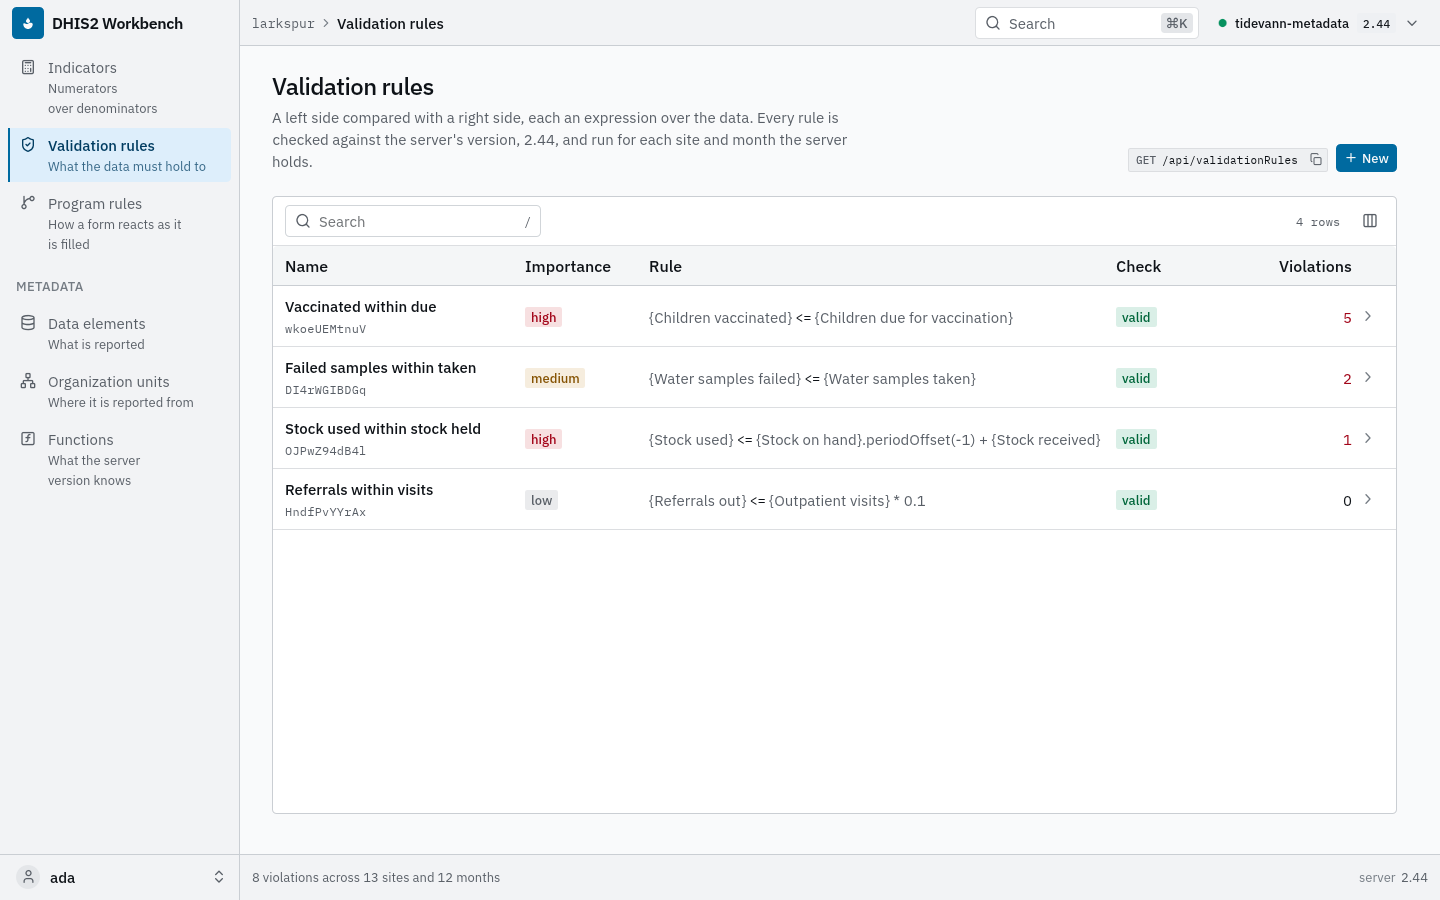 DHIS2 Workbench
larkspur
Validation rules
Search
⌘K
tidevann-metadata
2.44
Indicators
Numerators
over denominators
Validation rules
What the data must hold to
Program rules
How a form reacts as it
is filled
METADATA
Data elements
What is reported
Organization units
Where it is reported from
Functions
What the server
version knows
Validation rules
A left side compared with a right side, each an expression over the data. Every rule is
checked against the server's version, 2.44, and run for each site and month the server
holds.
GET /api/validationRules
New
Search
/
4 rows
Name Importance Rule Check Violations
Vaccinated within due
wkoeUEMtnuV
high
{Children vaccinated} <= {Children due for vaccination}
valid
5
Failed samples within taken
DI4rWGIBDGq
medium
{Water samples failed} <= {Water samples taken}
valid
2
Stock used within stock held
OJPwZ94dB4l
high
{Stock used} <= {Stock on hand}.periodOffset(-1) + {Stock received}
valid
1
Referrals within visits
HndfPvYYrAx
low
{Referrals out} <= {Outpatient visits} * 0.1
valid
0
ada
8 violations across 13 sites and 12 months
server 2.44